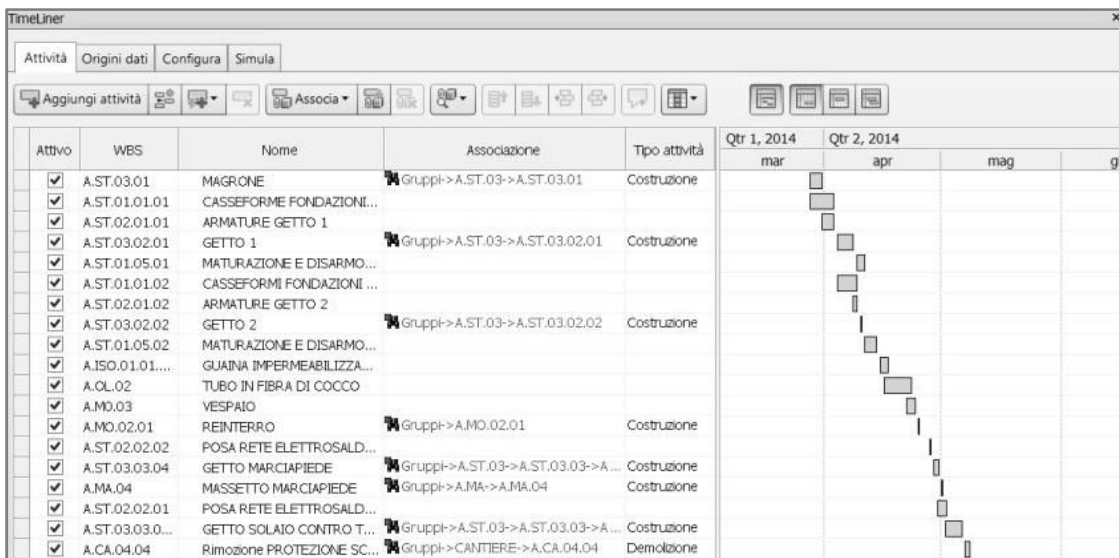 TimeLiner
Attività Origini dati Configura Simula
Aggiungi attività Associa
Attivo WBS Nome Associazione Tipo attività Qtr 1, 2014 Qtr 2, 2014
mar apr mag g
A.ST.03.01 MAGRONE Gruppi->A.ST.03->A.ST.03.01 Costruzione
A.ST.01.01.01 CASSEFORME FONDAZIONI...
A.ST.02.01.01 ARMATURE GETTO 1
A.ST.03.02.01 GETTO 1 Gruppi->A.ST.03->A.ST.03.02.01 Costruzione
A.ST.01.05.01 MATURAZIONE E DISARMO...
A.ST.01.01.02 CASSEFORMI FONDAZIONI ...
A.ST.02.01.02 ARMATURE GETTO 2
A.ST.03.02.02 GETTO 2 Gruppi->A.ST.03->A.ST.03.02.02 Costruzione
A.ST.01.05.02 MATURAZIONE E DISARMO...
A.ISO.01.01.... GUAINA IMPERMEABILIZZA...
A.OL.02 TUBO IN FIBRA DI COCCO
A.MO.03 VESPAIO
A.MO.02.01 REINTERRO Gruppi->A.MO.02.01 Costruzione
A.ST.02.02.02 POSA RETE ELETTROSALD...
A.ST.03.03.04 GETTO MARCIAPIEDE Gruppi->A.ST.03->A.ST.03.03->A... Costruzione
A.MA.04 MASSETTO MARCIAPIEDE Gruppi->A.MA->A.MA.04 Costruzione
A.ST.02.02.01 POSA RETE ELETTROSALD...
A.ST.03.03.0... GETTO SOLAIO CONTRO T... Gruppi->A.ST.03->A.ST.03.03->A... Costruzione
A.CA.04.04 Rimozione PROTEZIONE SC... Gruppi->CANTIERE->A.CA.04.04 Demolizione